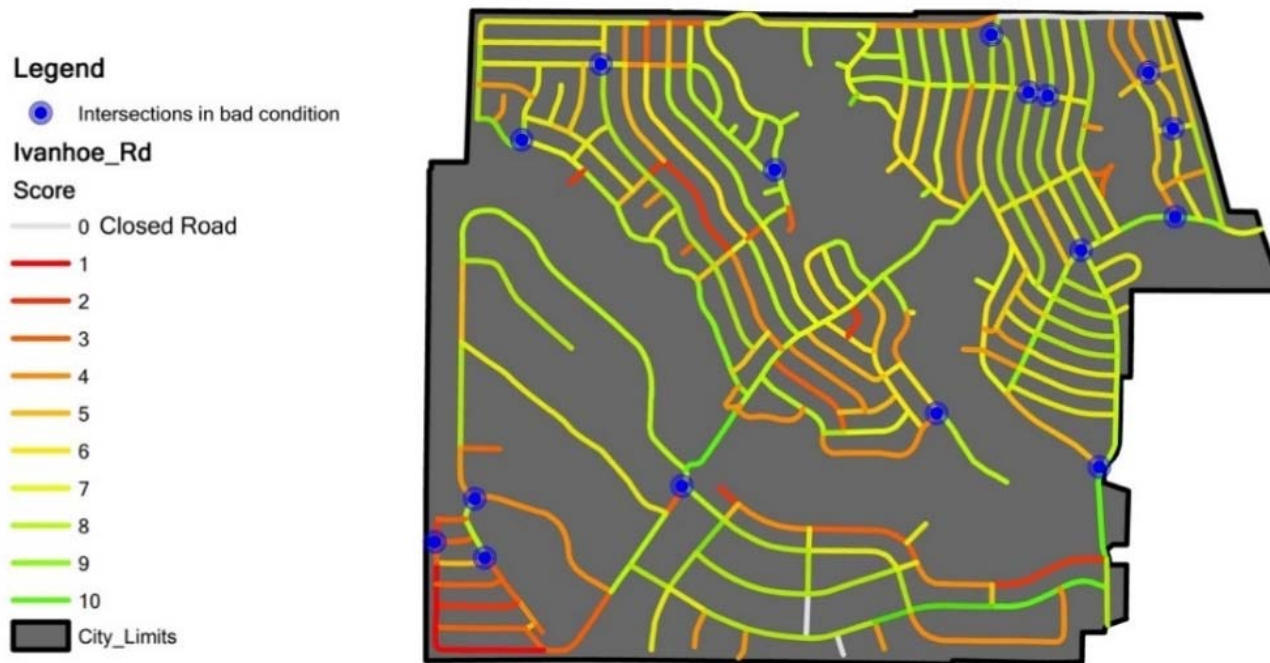 Legend
Intersections in bad condition
Ivanhoe_Rd
Score
0 Closed Road
1
2
3
4
5
6
7
8
9
10
City_Limits